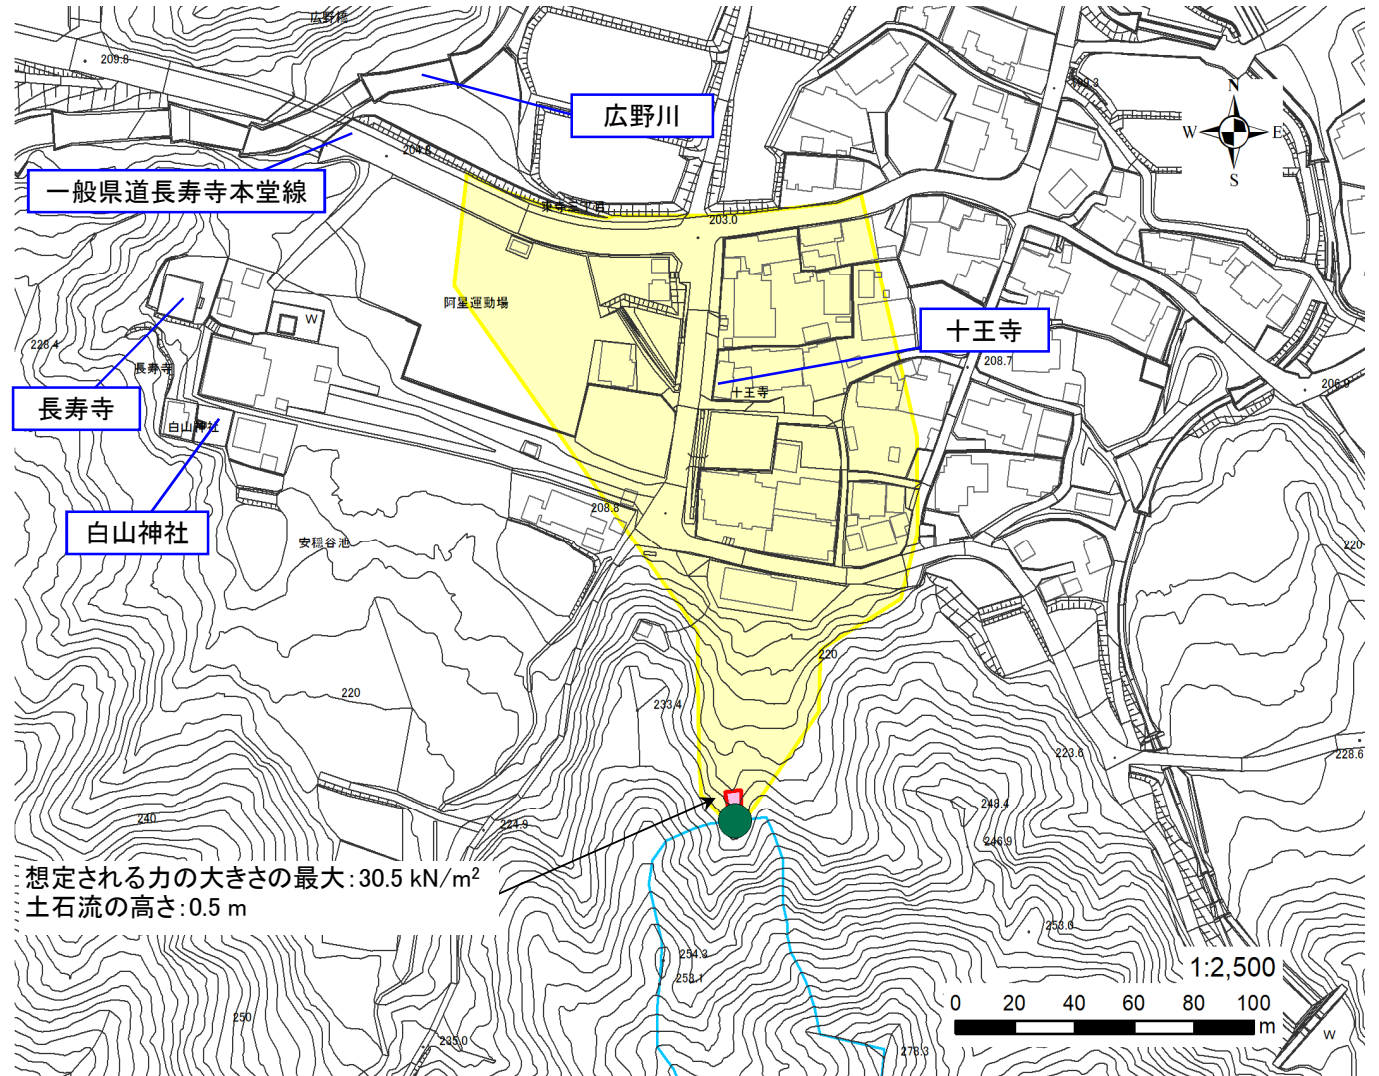 広野橋
209.8
199.3
N
W
E
S
広野川
204.8
一般県道長寿寺本堂線
203.0
阿星運動場
W
十王寺
228.4
208.7
長寿寺
206.9
十王寺
長寿寺
白山神社
208.8
白山神社
安穏谷池
220
220
220
233.4
223.6
228.6
248.4
240
224.9
246.9
想定される力の大きさの最大：30.5 kN/m²
土石流の高さ：0.5 m
253.0
254.3
253.1
1:2,500
0 20 40 60 80 100
m
250
235.0
278.3
W